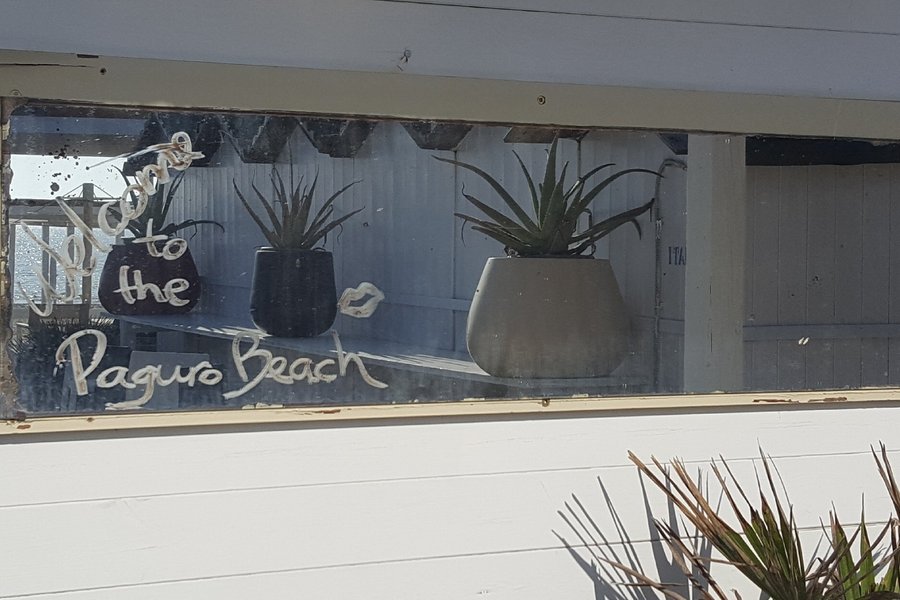 Welcome
to
the
Paguro Beach